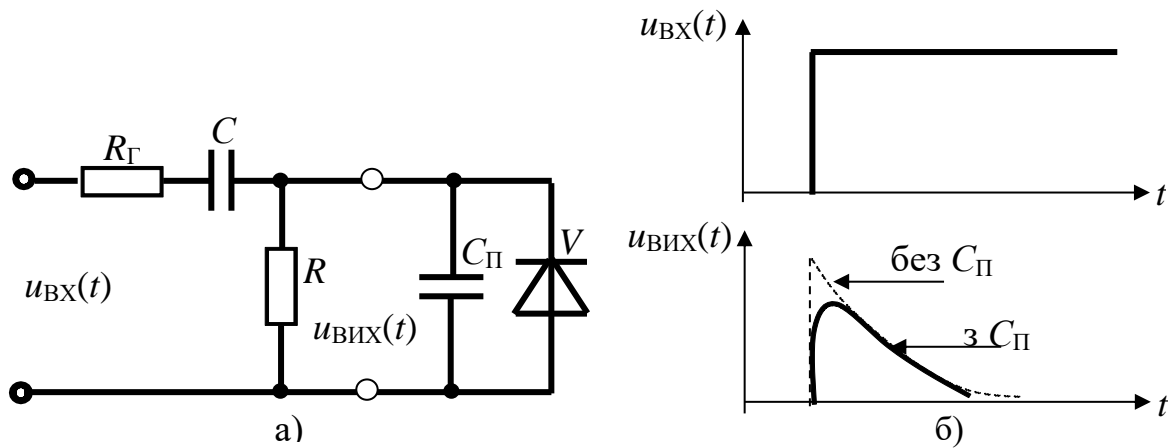 C
R_Г
C_П
V
R
u_ВХ(t)
u_ВИХ(t)
а)
u_ВХ(t)
t
u_ВИХ(t)
без C_П
з C_П
t
б)